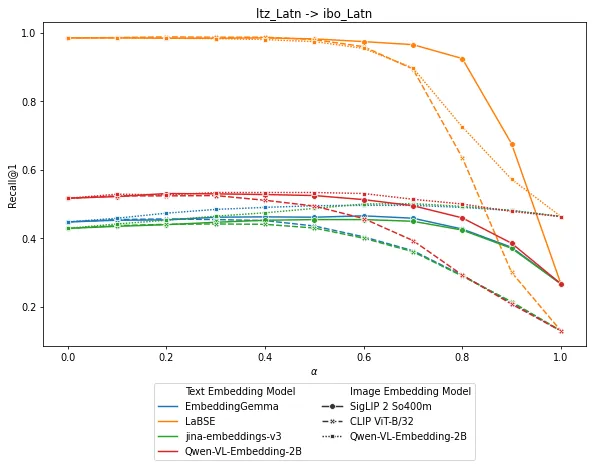 ltz_Latn -> ibo_Latn
Recall@1
1.0
0.8
0.6
0.4
0.2
0.0 0.2 0.4 0.6 0.8 1.0
α
Text Embedding Model Image Embedding Model
EmbeddingGemma SigLIP 2 So400m
LaBSE CLIP ViT-B/32
jina-embeddings-v3 Qwen-VL-Embedding-2B
Qwen-VL-Embedding-2B